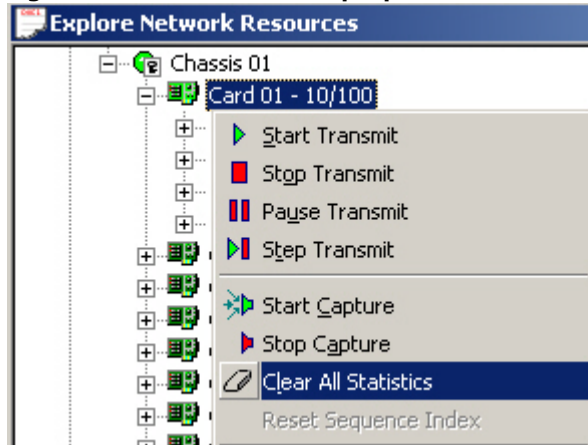 Explore Network Resources
Chassis 01
Card 01 - 10/100
Start Transmit
Stop Transmit
Pause Transmit
Step Transmit
Start Capture
Stop Capture
Clear All Statistics
Reset Sequence Index